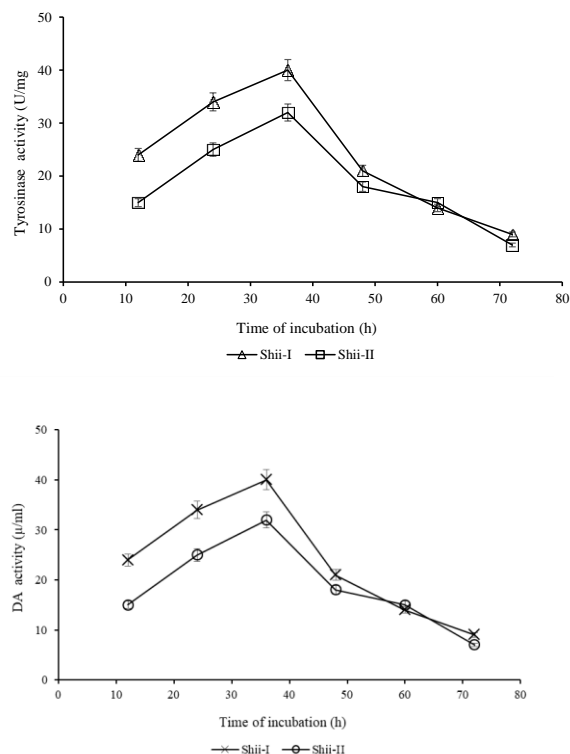 50
40
30
20
10
0
0 10 20 30 40 50 60 70 80
Tyrosinase activity (U/mg
Time of incubation (h)
Shii-I Shii-II
50
40
30
20
10
0
0 10 20 30 40 50 60 70 80
DA activity (µ/ml)
Time of incubation (h)
Shii-I Shii-II